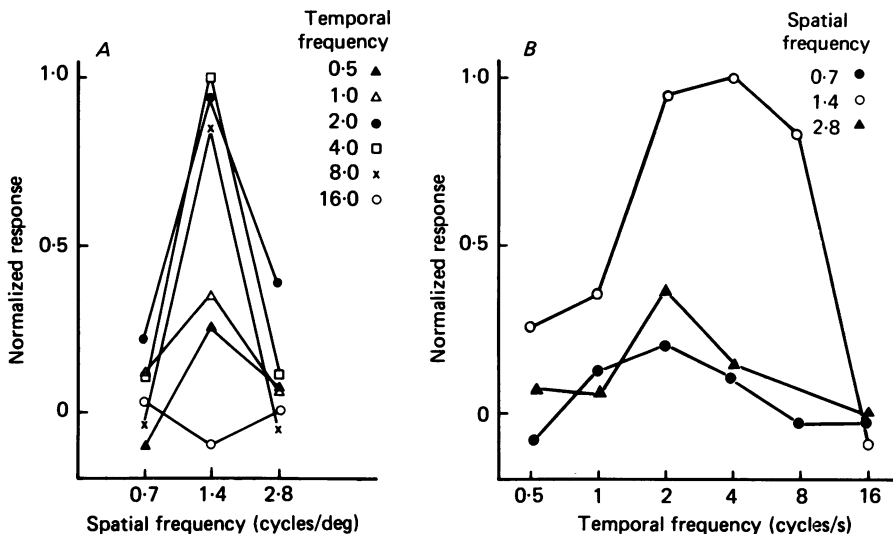 A
Temporal
frequency
0·5 ▲
1·0 △
2·0 ●
4·0 □
8·0 x
16·0 ○
1·0
0·5
0
Normalized response
0·7 1·4 2·8
Spatial frequency (cycles/deg)
B
Spatial
frequency
0·7 ●
1·4 ○
2·8 ▲
1·0
0·5
0
Normalized response
0·5 1 2 4 8 16
Temporal frequency (cycles/s)